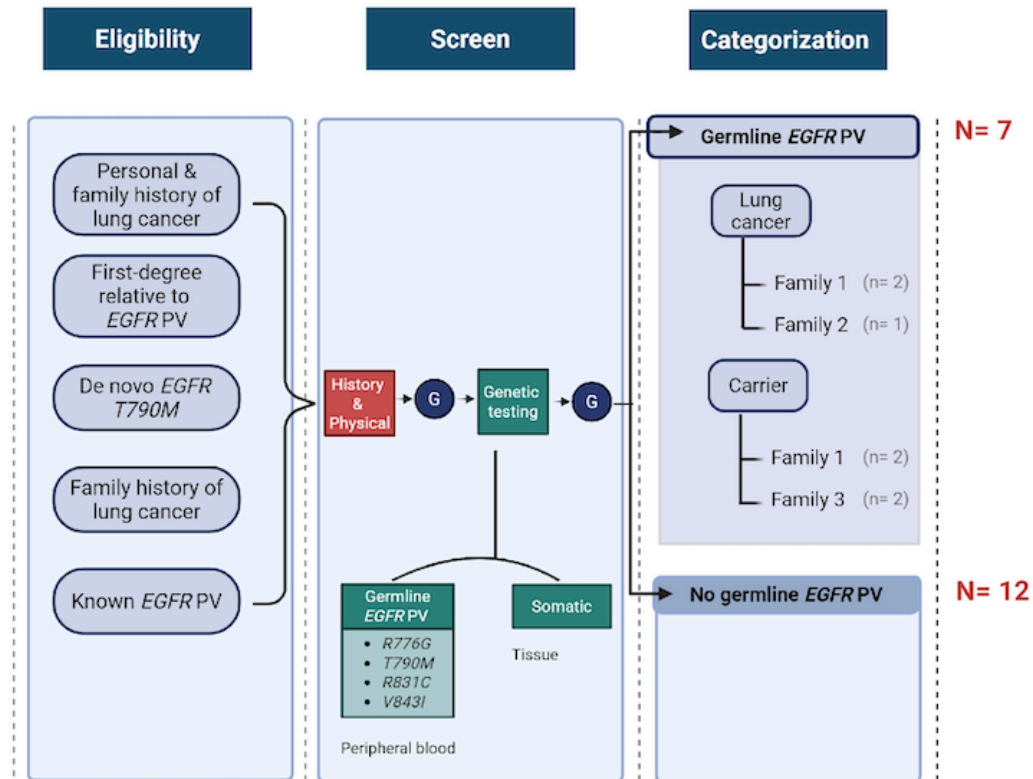 Eligibility
Screen
Categorization
Personal &
family history of
lung cancer
First-degree
relative to
EGFR PV
De novo EGFR
T790M
Family history of
lung cancer
Known EGFR PV
History
&
Physical
G
Genetic
testing
G
Germline
EGFR PV
• R776G
• T790M
• R831C
• V843I
Peripheral blood
Somatic
Tissue
Germline EGFR PV
N= 7
Lung
cancer
Family 1 (n= 2)
Family 2 (n= 1)
Carrier
Family 1 (n= 2)
Family 3 (n= 2)
No germline EGFR PV
N= 12